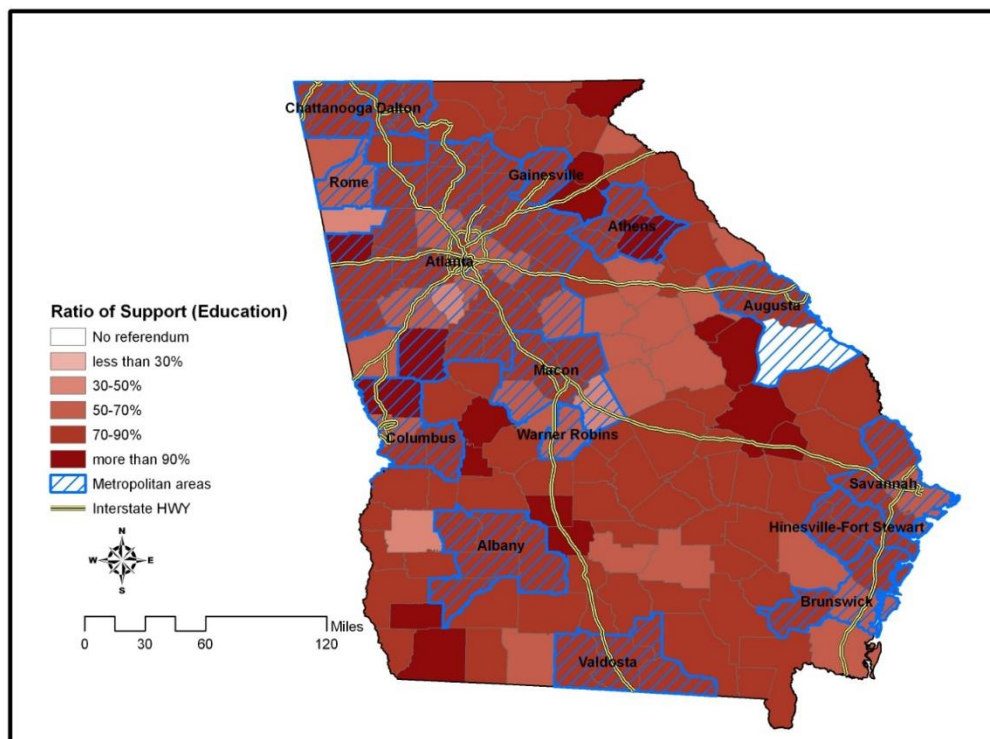 Chattanooga Dalton
Rome
Gainesville
Athens
Atlanta
Augusta
Macon
Columbus
Warner Robins
Savannah
Hinesville-Fort Stewart
Albany
Brunswick
Valdosta
Ratio of Support (Education)
No referendum
less than 30%
30-50%
50-70%
70-90%
more than 90%
Metropolitan areas
Interstate HWY
N
W E
S
Miles
0 30 60 120